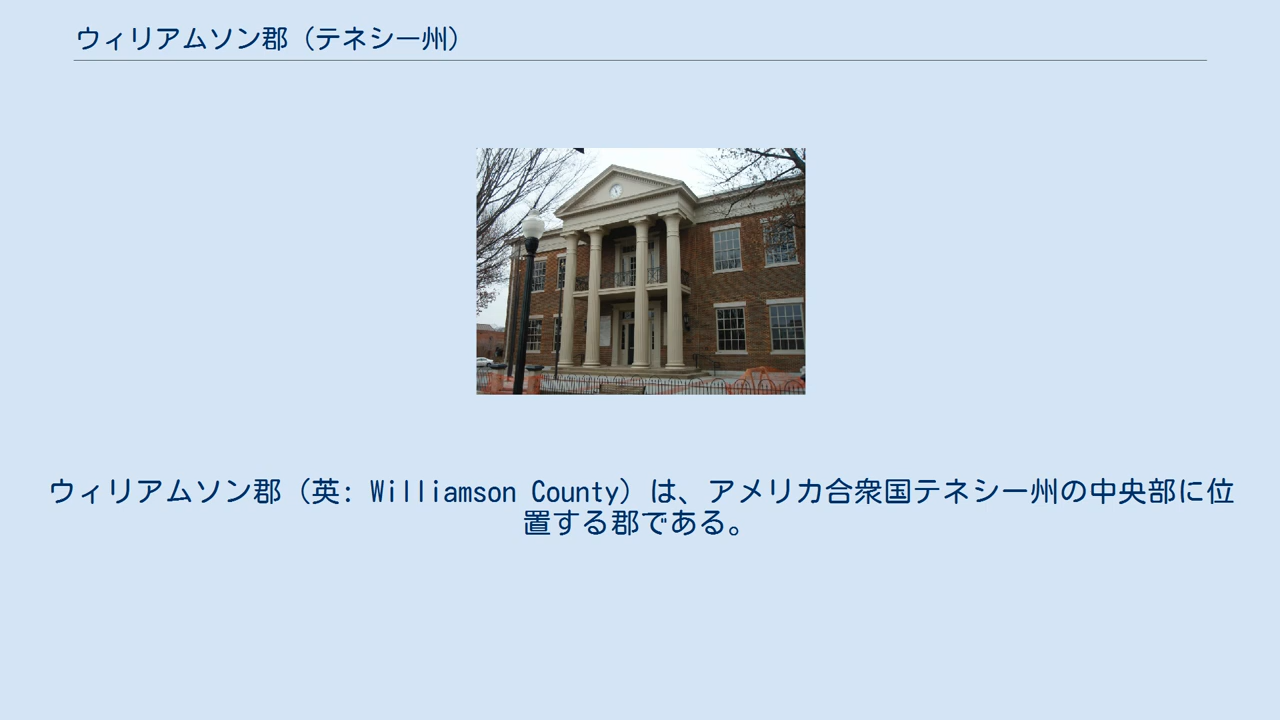 ウィリアムソン郡（テネシー州）
ウィリアムソン郡（英: Williamson County）は、アメリカ合衆国テネシー州の中央部に位
置する郡である。